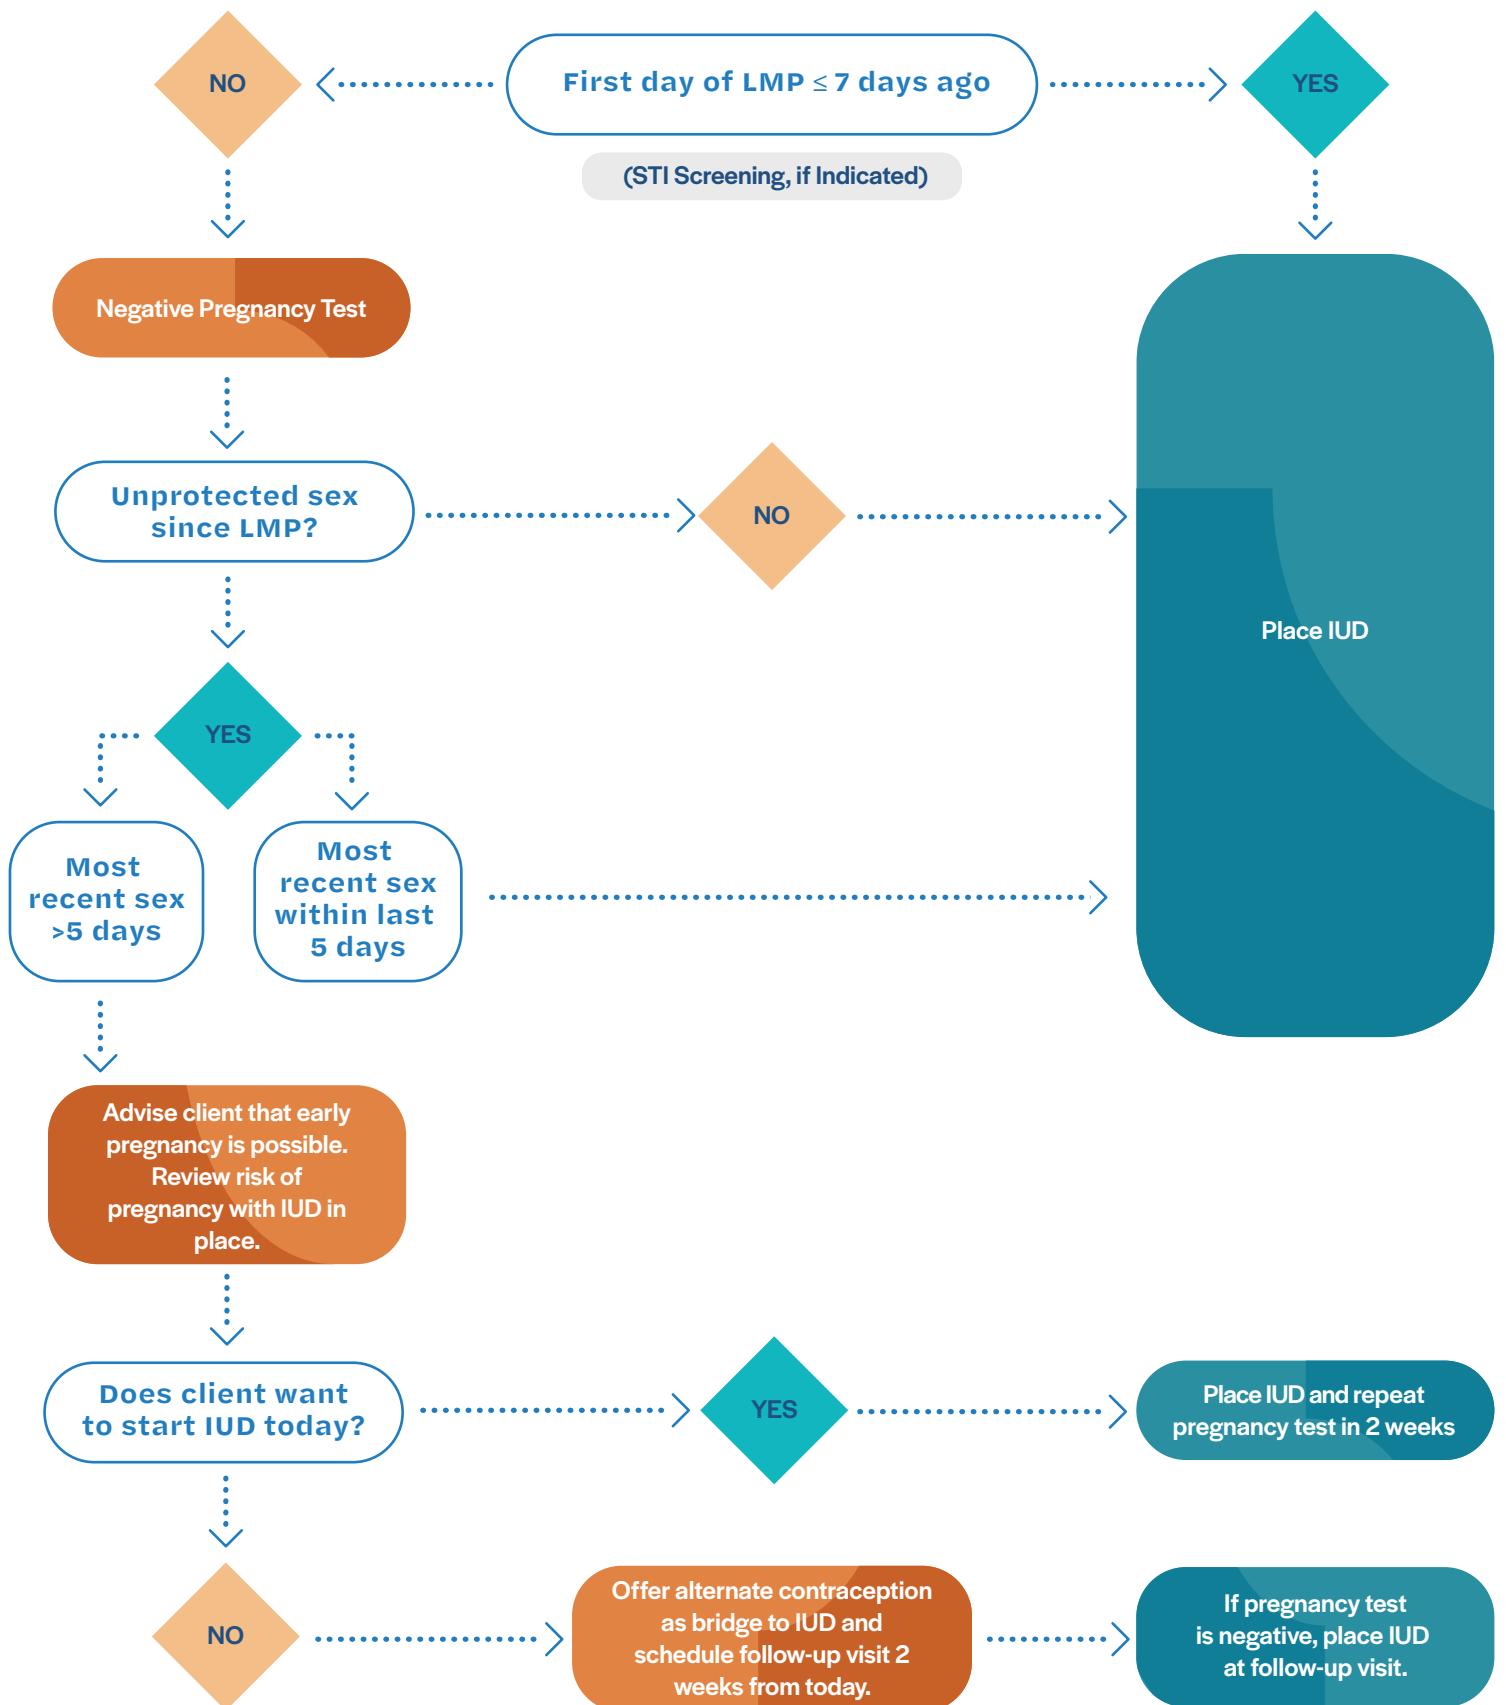 NO
First day of LMP ≤ 7 days ago
YES
(STI Screening, if Indicated)
Negative Pregnancy Test
Unprotected sex
since LMP?
NO
Place IUD
YES
Most
recent sex
>5 days
Most
recent sex
within last
5 days
Advise client that early
pregnancy is possible.
Review risk of
pregnancy with IUD in
place.
Does client want
to start IUD today?
YES
Place IUD and repeat
pregnancy test in 2 weeks
NO
Offer alternate contraception
as bridge to IUD and
schedule follow-up visit 2
weeks from today.
If pregnancy test
is negative, place IUD
at follow-up visit.